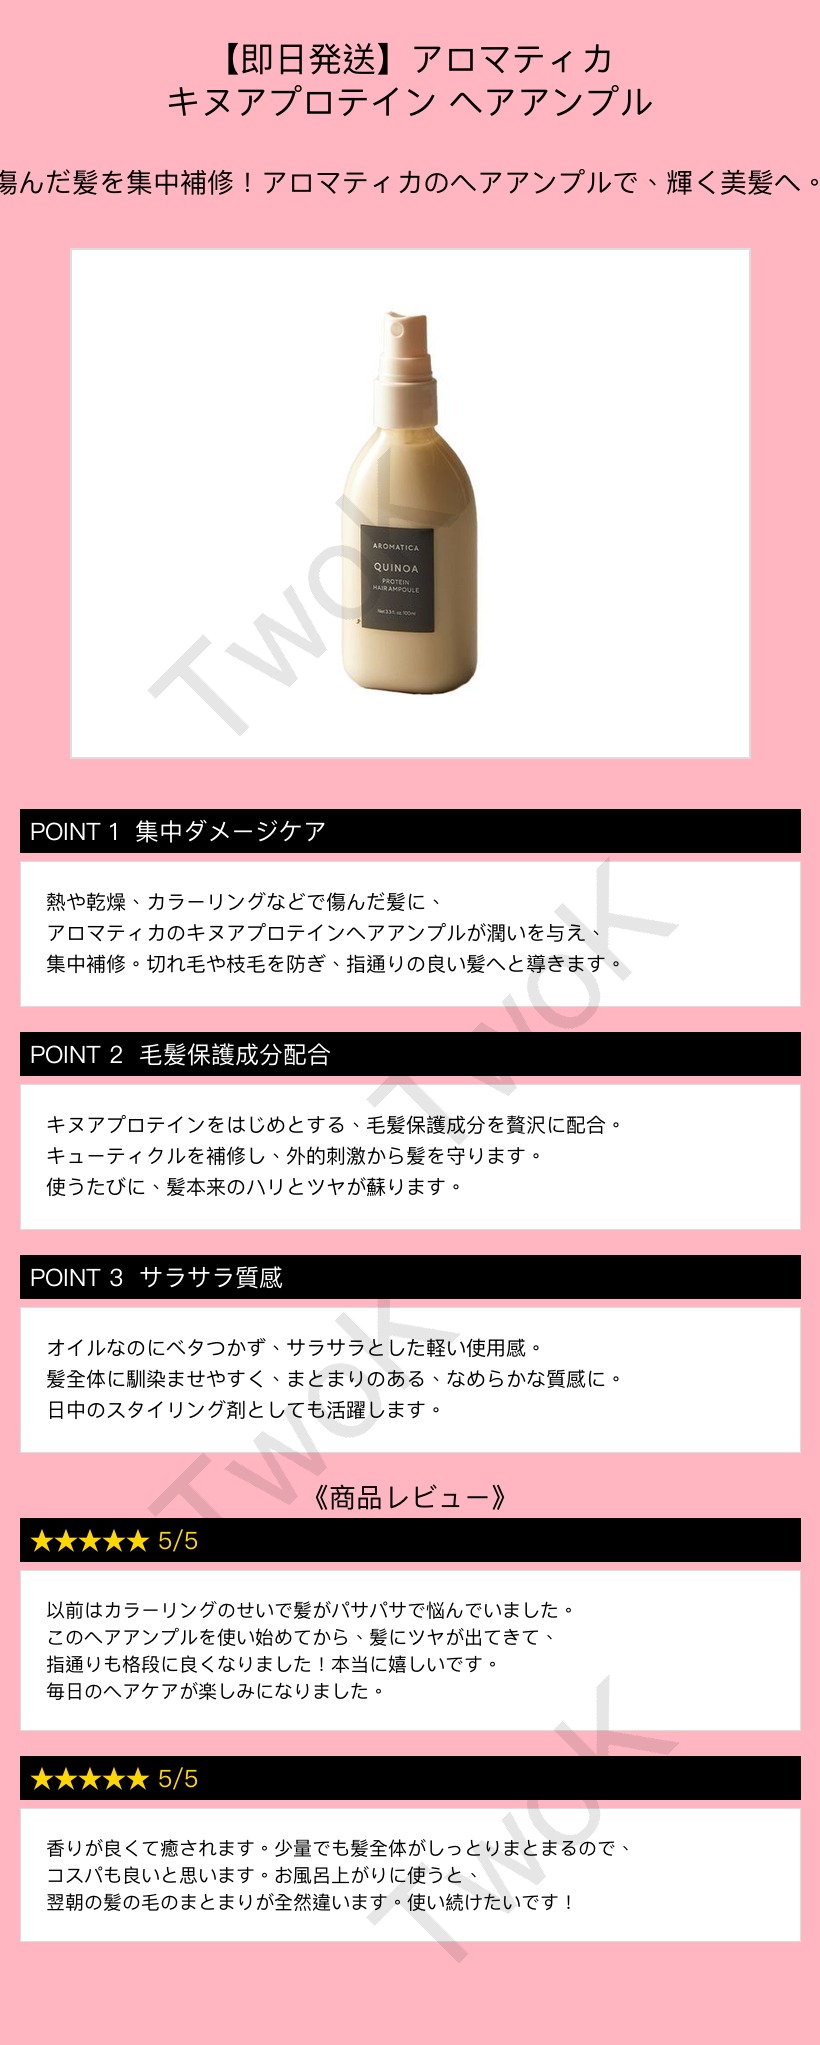 【即日発送】アロマティカ
キヌアプロテイン ヘアアンプル
傷んだ髪を集中補修！アロマティカのヘアアンプルで、輝く美髪へ。
AROMATICA
QUINOA
PROTEIN
HAIR AMPOULE
Net 3.3 fl. oz. 100ml
TwoK
POINT 1 集中ダメージケア
熱や乾燥、カラーリングなどで傷んだ髪に、
アロマティカのキヌアプロテインヘアアンプルが潤いを与え、
集中補修。切れ毛や枝毛を防ぎ、指通りの良い髪へと導きます。
TwoK
POINT 2 毛髪保護成分配合
キヌアプロテインをはじめとする、毛髪保護成分を贅沢に配合。
キューティクルを補修し、外的刺激から髪を守ります。
使うたびに、髪本来のハリとツヤが蘇ります。
POINT 3 サラサラ質感
オイルなのにベタつかず、サラサラとした軽い使用感。
髪全体に馴染ませやすく、まとまりのある、なめらかな質感に。
日中のスタイリング剤としても活躍します。
TwoK
《商品レビュー》
★★★★★ 5/5
以前はカラーリングのせいで髪がパサパサで悩んでいました。
このヘアアンプルを使い始めてから、髪にツヤが出てきて、
指通りも格段に良くなりました！本当に嬉しいです。
毎日のヘアケアが楽しみになりました。
★★★★★ 5/5
香りが良くて癒されます。少量でも髪全体がしっとりまとまるので、
コスパも良いと思います。お風呂上がりに使うと、
翌朝の髪の毛のまとまりが全然違います。使い続けたいです！
TwoK